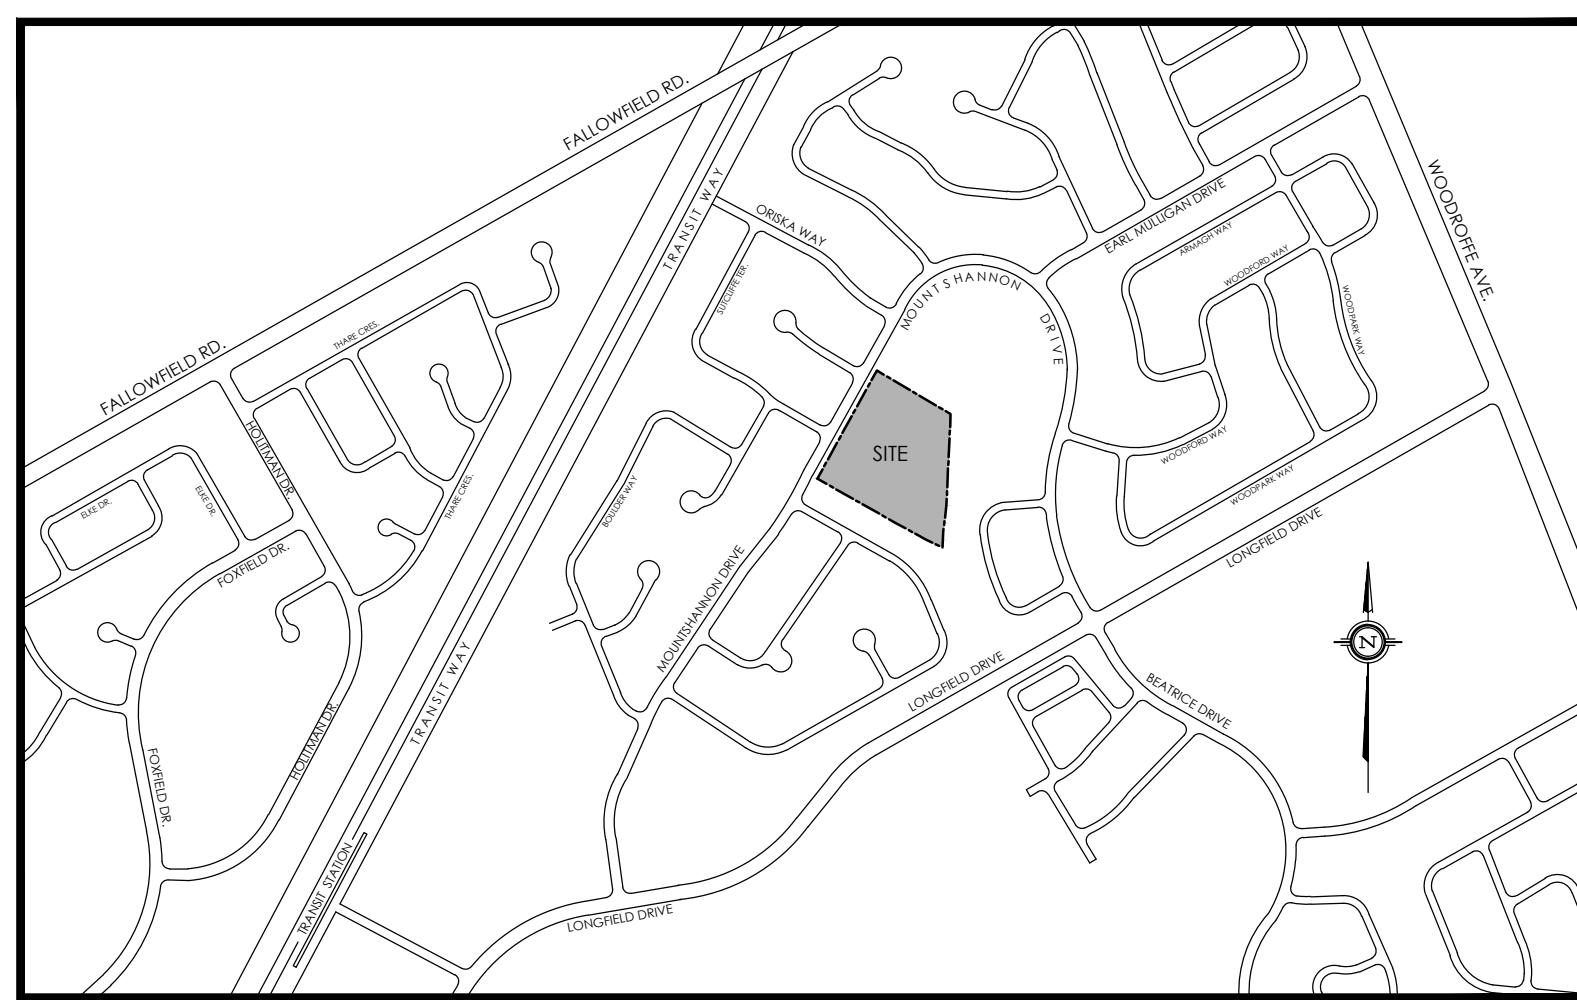 FALLOWFIELD RD.
TRANSIT WAY
ORISKA WAY
EARL MULLIGAN DRIVE
WOODROFFE AVE.
ARMAGH WAY
WOODFORD WAY
SUTCLIFFE TER.
MOUNTSHANNON
DRIVE
WOODPARK WAY
THARE CRES.
FALLOWFIELD RD.
HOLITMAN DR.
SITE
WOODFORD WAY
ELKE DR.
ELKE DR.
THARE CRES.
BOULDER WAY
WOODPARK WAY
LONGFIELD DRIVE
FOXFIELD DR.
MOUNTSHANNON DRIVE
N
TRANSIT WAY
LONGFIELD DRIVE
BEATRICE DRIVE
HOLITMAN DR.
FOXFIELD DR.
TRANSIT STATION
LONGFIELD DRIVE